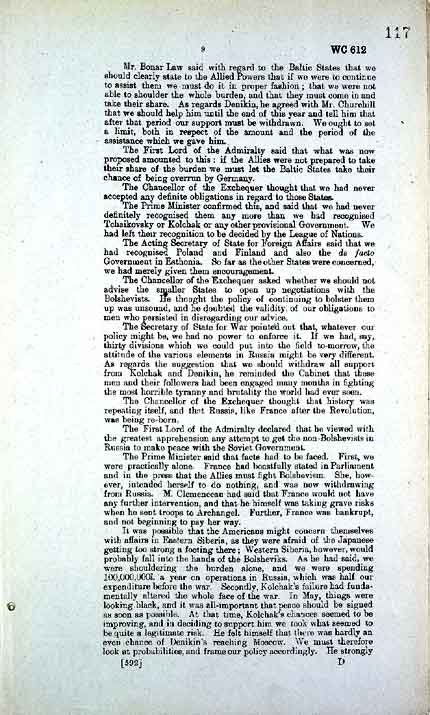 117
9
WC 612
Mr. Bonar Law said with regard to the Baltic States that we
should clearly state to the Allied Powers that if we were to continue
to assist them we must do it in proper fashion; that we were not
able to shoulder the whole burden, and that they must come in and
take their share. As regards Denikin, he agreed with Mr. Churchill
that we should help him until the end of this year and tell him that
after that period our support must be withdrawn. We ought to set
a limit, both in respect of the amount and the period of the
assistance which we gave him.
The First Lord of the Admiralty said that what was now
proposed amounted to this: if the Allies were not prepared to take
their share of the burden we must let the Baltic States take their
chance of being overrun by Germany.
The Chancellor of the Exchequer thought that we had never
accepted any definite obligations in regard to those States.
The Prime Minister confirmed this, and said that we had never
definitely recognised them any more than we had recognised
Tchaikovsky or Kolchak or any other provisional Government. We
had left their recognition to be decided by the League of Nations.
The Acting Secretary of State for Foreign Affairs said that we
had recognised Poland and Finland and also the de facto
Government in Esthonia. So far as the other States were concerned,
we had merely given them encouragement.
The Chancellor of the Exchequer asked whether we should not
advise the smaller States to open up negotiations with the
Bolshevists. He thought the policy of continuing to bolster them
up was unsound, and he doubted the validity of our obligations to
men who persisted in disregarding our advice.
The Secretary of State for War pointed out that, whatever our
policy might be, we had no power to enforce it. If we had, say,
thirty divisions which we could put into the field to-morrow, the
attitude of the various elements in Russia might be very different.
As regards the suggestion that we should withdraw all support
from Kolchak and Denikin, he reminded the Cabinet that these
men and their followers had been engaged many months in fighting
the most horrible tyranny and brutality the world had ever seen.
The Chancellor of the Exchequer thought that history was
repeating itself, and that Russia, like France after the Revolution,
was being re-born.
The First Lord of the Admiralty declared that he viewed with
the greatest apprehension any attempt to get the non-Bolshevists in
Russia to make peace with the Soviet Government.
The Prime Minister said that facts had to be faced. First, we
were practically alone. France had boastfully stated in Parliament
and in the press that the Allies must fight Bolshevism. She, how-
ever, intended herself to do nothing, and was now withdrawing
from Russia. M. Clemenceau had said that France would not have
any further intervention, and that he himself was taking grave risks
when he sent troops to Archangel. Further, France was bankrupt,
and not beginning to pay her way.
It was possible that the Americans might concern themselves
with affairs in Eastern Siberia, as they were afraid of the Japanese
getting too strong a footing there; Western Siberia, however, would
probably fall into the hands of the Bolsheviks. As he had said, we
were shouldering the burden alone, and we were spending
100,000,000l. a year on operations in Russia, which was half our
expenditure before the war. Secondly, Kolchak's failure had funda-
mentally altered the whole face of the war. In May, things were
looking black, and it was all-important that peace should be signed
as soon as possible. At that time, Kolchak's chances seemed to be
improving, and in deciding to support him we took what seemed to
be quite a legitimate risk. He felt himself that there was hardly an
even chance of Denikin's reaching Moscow. We must therefore
look at probabilities, and frame our policy accordingly. He strongly
[592] D